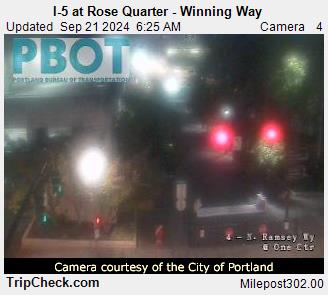 I-5 at Rose Quarter - Winning Way
Updated Sep 21 2024 6:25 AM Camera 4
PBOT
PORTLAND BUREAU OF TRANSPORTATION
4 - N. Ramsey Wy
@ One Ctr
Camera courtesy of the City of Portland
TripCheck.com Milepost302.00